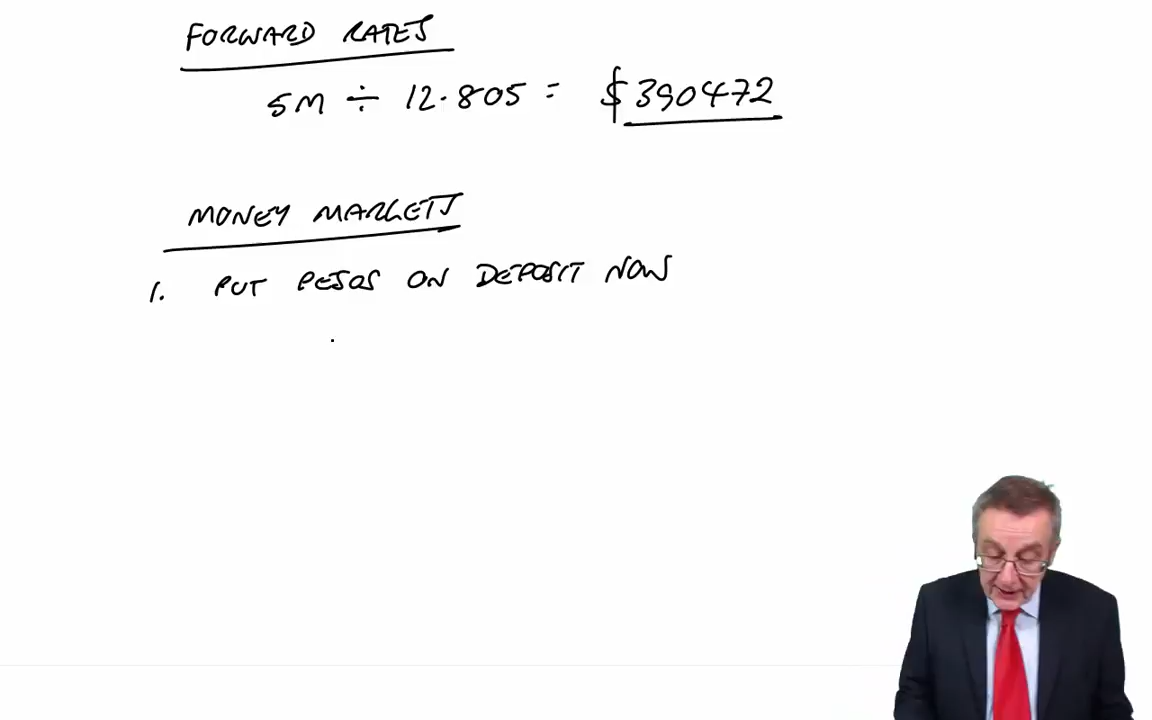 FORWARD RATES
5M ÷ 12.805 = $390472
MONEY MARKETS
1. PUT PESOS ON DEPOSIT NOW